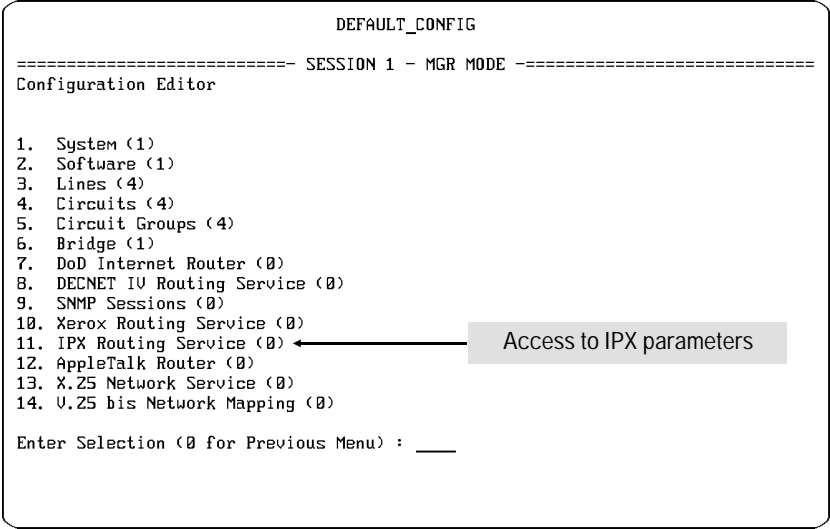 DEFAULT_CONFIG
===========================- SESSION 1 - MGR MODE -=============================
Configuration Editor
1. System (1)
2. Software (1)
3. Lines (4)
4. Circuits (4)
5. Circuit Groups (4)
6. Bridge (1)
7. DoD Internet Router (0)
8. DECNET IV Routing Service (0)
9. SNMP Sessions (0)
10. Xerox Routing Service (0)
11. IPX Routing Service (0) Access to IPX parameters
12. AppleTalk Router (0)
13. X.25 Network Service (0)
14. V.25 bis Network Mapping (0)
Enter Selection (0 for Previous Menu) : ____